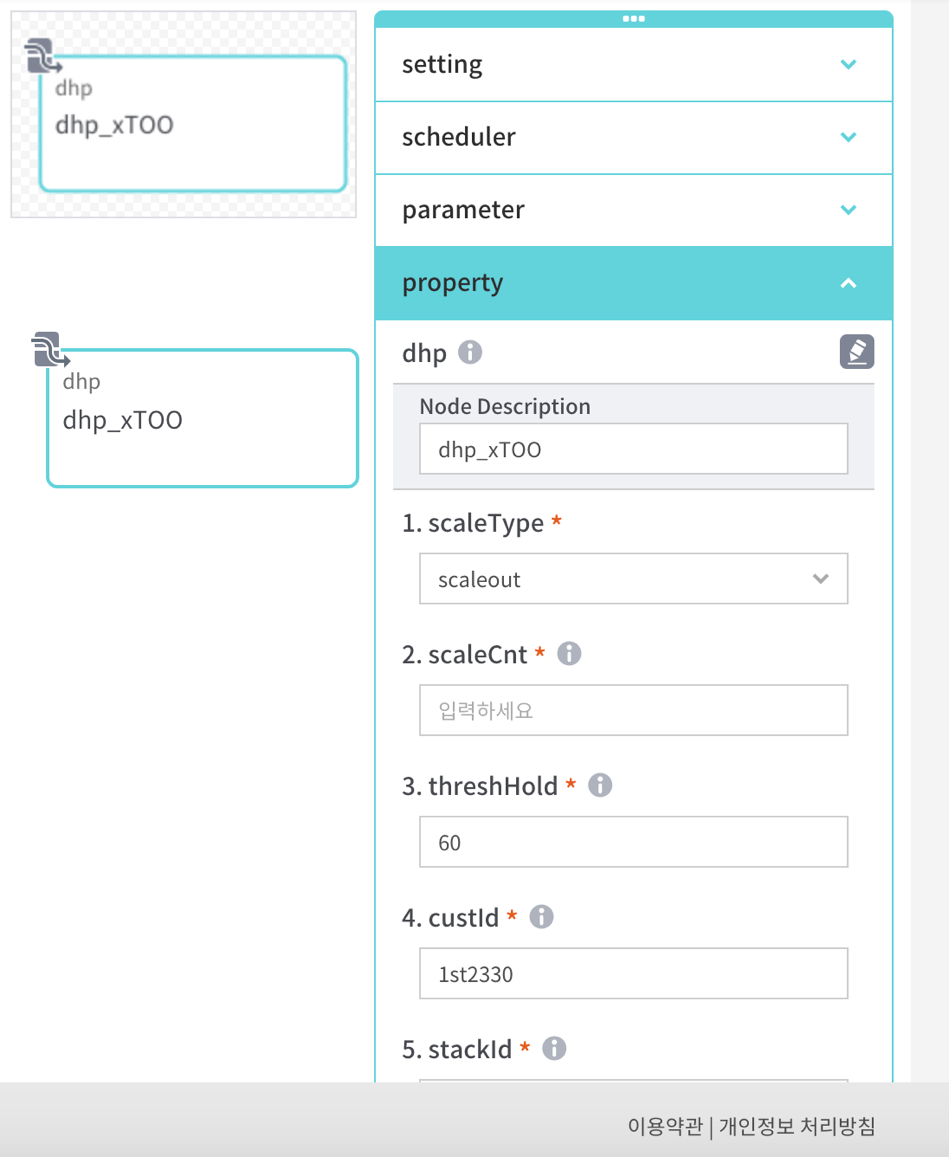 dhp
dhp_xTOO
dhp
dhp_xTOO
setting
scheduler
parameter
property
dhp
Node Description
dhp_xTOO
1. scaleType *
scaleout
2. scaleCnt *
입력하세요
3. threshHold *
60
4. custId *
1st2330
5. stackId *
이용약관 | 개인정보 처리방침